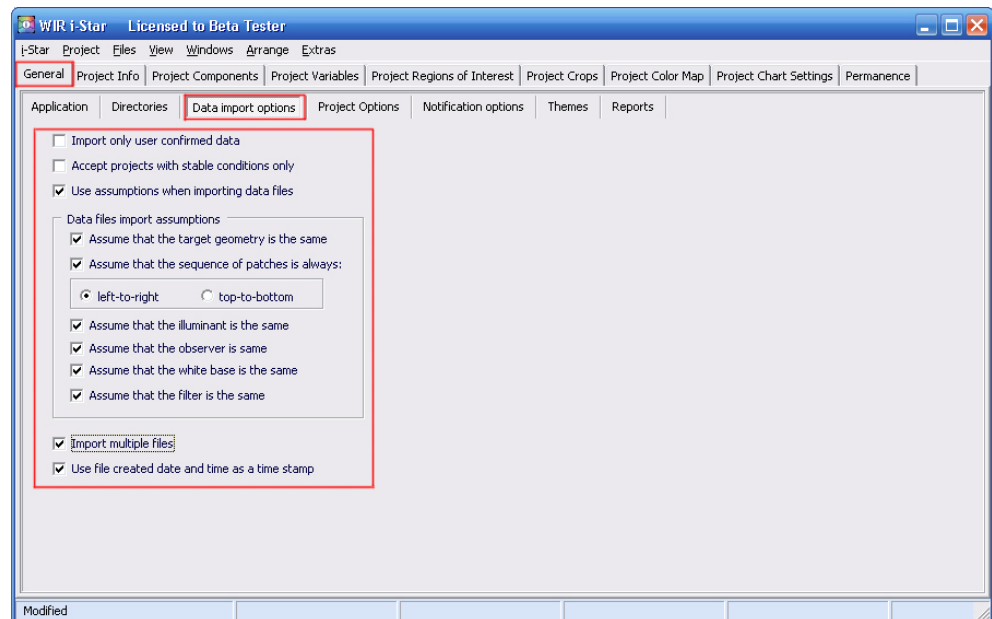 WIR i-Star Licensed to Beta Tester
i-Star Project Files View Windows Arrange Extras
General Project Info Project Components Project Variables Project Regions of Interest Project Crops Project Color Map Project Chart Settings Permanence
Application Directories Data import options Project Options Notification options Themes Reports
Import only user confirmed data
Accept projects with stable conditions only
Use assumptions when importing data files
Data files import assumptions
Assume that the target geometry is the same
Assume that the sequence of patches is always:
left-to-right top-to-bottom
Assume that the illuminant is the same
Assume that the observer is same
Assume that the white base is the same
Assume that the filter is the same
Import multiple files
Use file created date and time as a time stamp
Modified